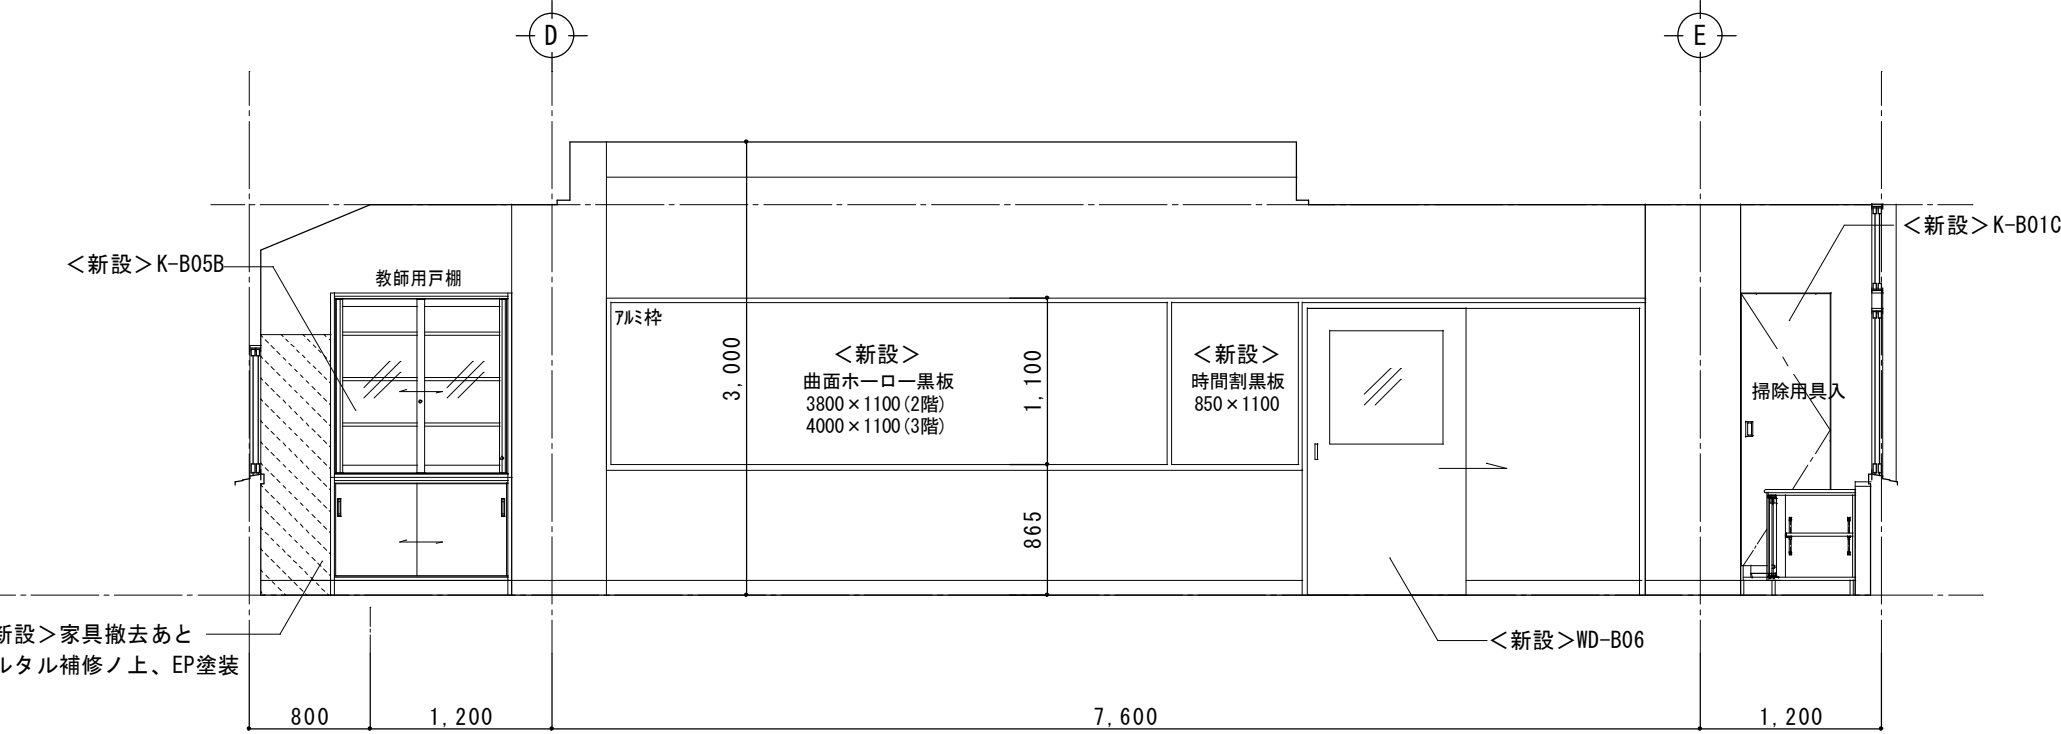 D
E
<新設>K-B01C
<新設>K-B05B
教師用戸棚
アルミ枠
3,000
<新設>
曲面ホーロー黒板
3800×1100(2階)
4000×1100(3階)
1,100
<新設>
時間割黒板
850×1100
掃除用具入
865
新設>家具撤去あと
ルタル補修ノ上、EP塗装
<新設>WD-B06
800
1,200
7,600
1,200